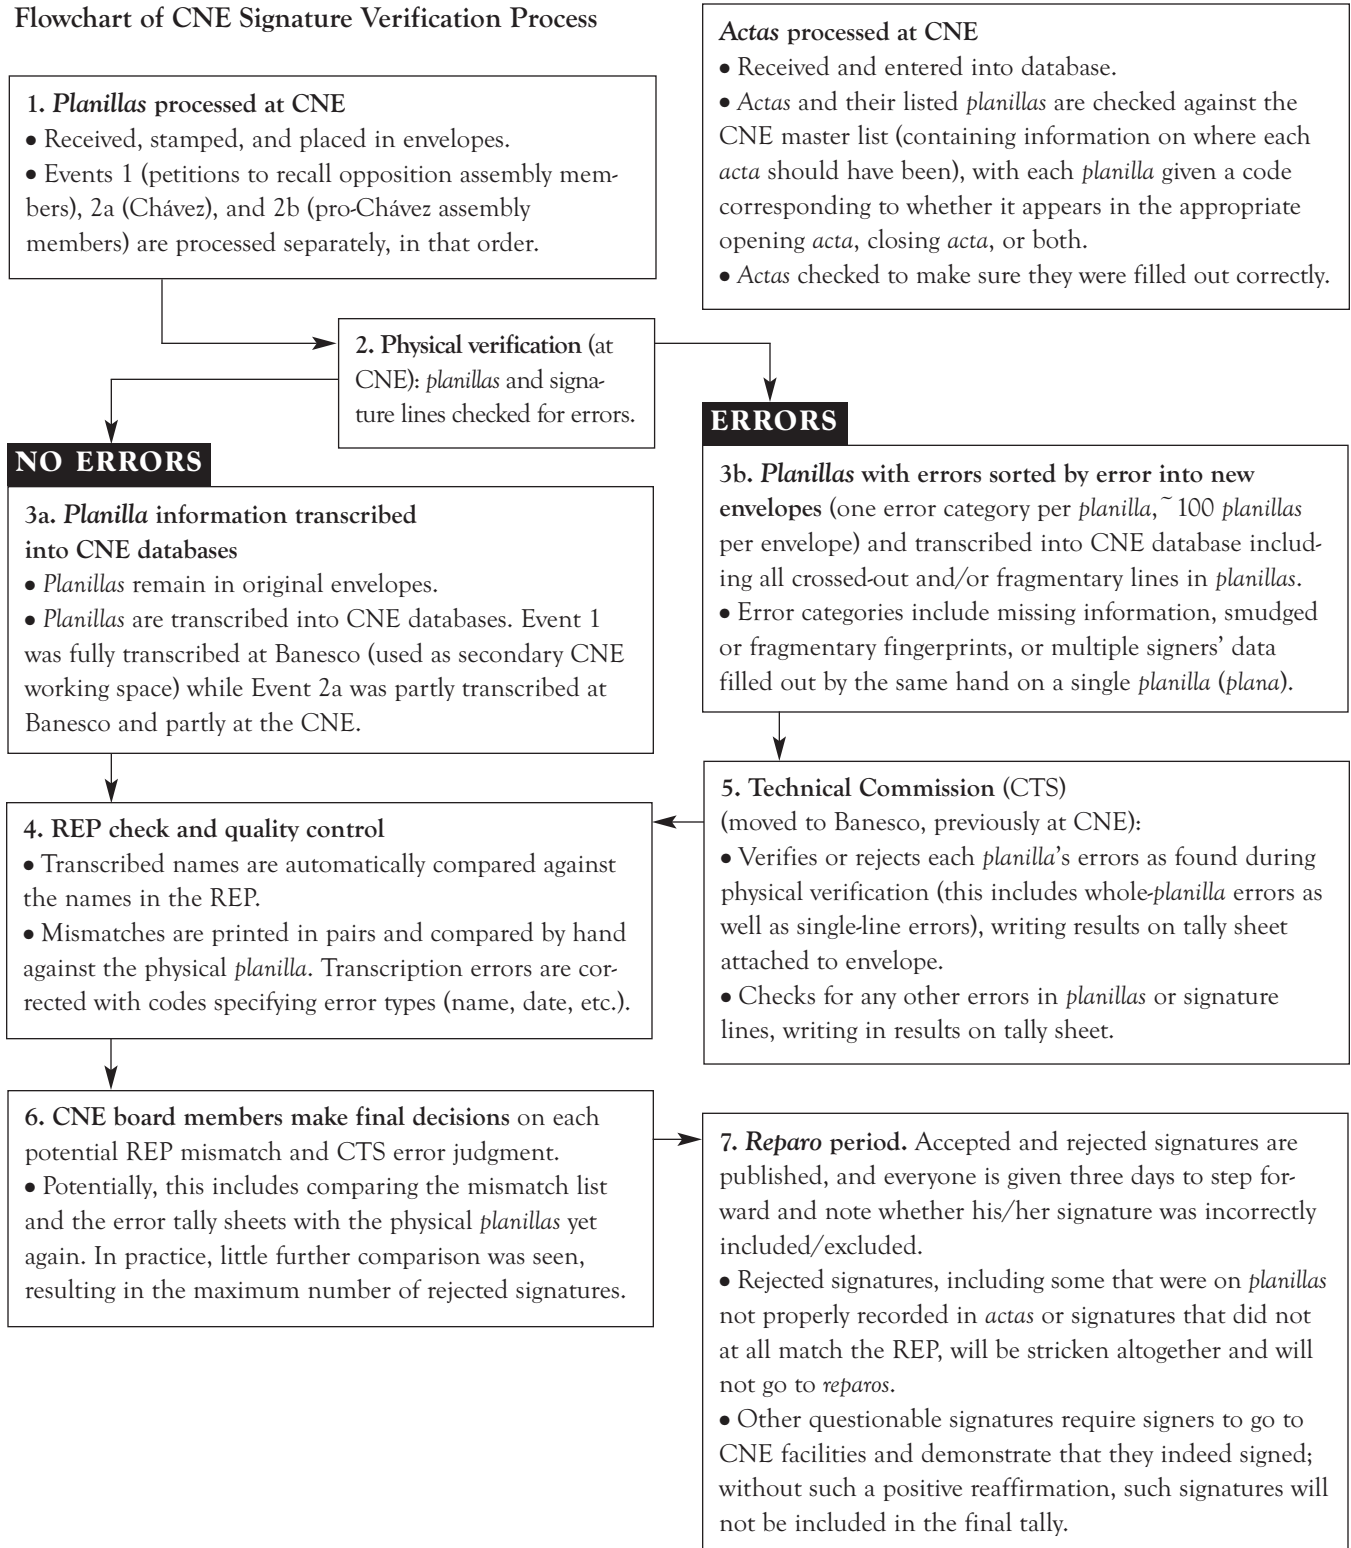 Flowchart of CNE Signature Verification Process
1. Planillas processed at CNE
• Received, stamped, and placed in envelopes.
• Events 1 (petitions to recall opposition assembly mem-
bers), 2a (Chávez), and 2b (pro-Chávez assembly
members) are processed separately, in that order.
Actas processed at CNE
• Received and entered into database.
• Actas and their listed planillas are checked against the
CNE master list (containing information on where each
acta should have been), with each planilla given a code
corresponding to whether it appears in the appropriate
opening acta, closing acta, or both.
• Actas checked to make sure they were filled out correctly.
2. Physical verification (at
CNE): planillas and signa-
ture lines checked for errors.
NO ERRORS
3a. Planilla information transcribed
into CNE databases
• Planillas remain in original envelopes.
• Planillas are transcribed into CNE databases. Event 1
was fully transcribed at Banesco (used as secondary CNE
working space) while Event 2a was partly transcribed at
Banesco and partly at the CNE.
ERRORS
3b. Planillas with errors sorted by error into new
envelopes (one error category per planilla, ~ 100 planillas
per envelope) and transcribed into CNE database includ-
ing all crossed-out and/or fragmentary lines in planillas.
• Error categories include missing information, smudged
or fragmentary fingerprints, or multiple signers' data
filled out by the same hand on a single planilla (plana).
4. REP check and quality control
• Transcribed names are automatically compared against
the names in the REP.
• Mismatches are printed in pairs and compared by hand
against the physical planilla. Transcription errors are cor-
rected with codes specifying error types (name, date, etc.).
5. Technical Commission (CTS)
(moved to Banesco, previously at CNE):
• Verifies or rejects each planilla's errors as found during
physical verification (this includes whole-planilla errors as
well as single-line errors), writing results on tally sheet
attached to envelope.
• Checks for any other errors in planillas or signature
lines, writing in results on tally sheet.
6. CNE board members make final decisions on each
potential REP mismatch and CTS error judgment.
• Potentially, this includes comparing the mismatch list
and the error tally sheets with the physical planillas yet
again. In practice, little further comparison was seen,
resulting in the maximum number of rejected signatures.
7. Reparo period. Accepted and rejected signatures are
published, and everyone is given three days to step for-
ward and note whether his/her signature was incorrectly
included/excluded.
• Rejected signatures, including some that were on planillas
not properly recorded in actas or signatures that did not
at all match the REP, will be stricken altogether and will
not go to reparos.
• Other questionable signatures require signers to go to
CNE facilities and demonstrate that they indeed signed;
without such a positive reaffirmation, such signatures will
not be included in the final tally.